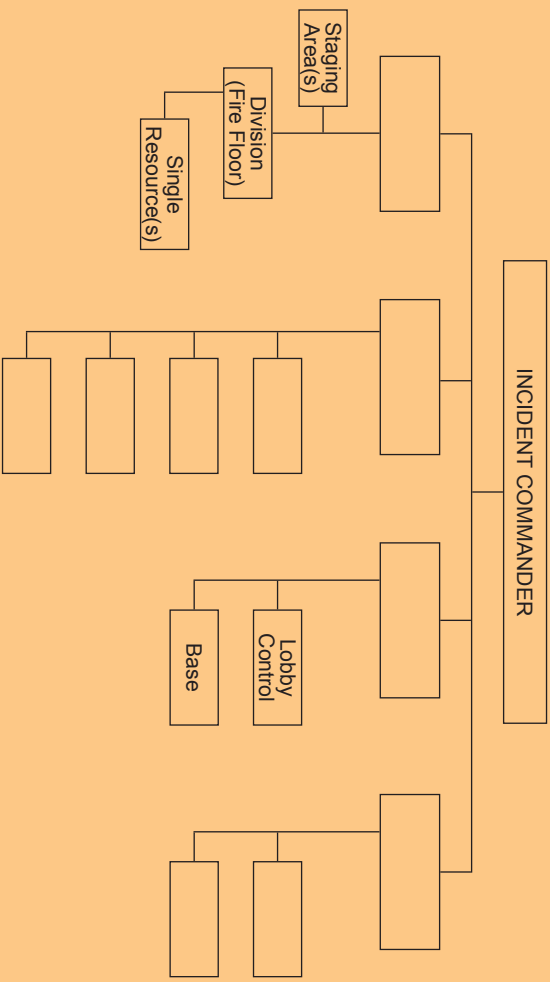 INCIDENT COMMANDER
Staging
Area(s)
Division
(Fire Floor)
Single
Resource(s)
Lobby
Control
Base